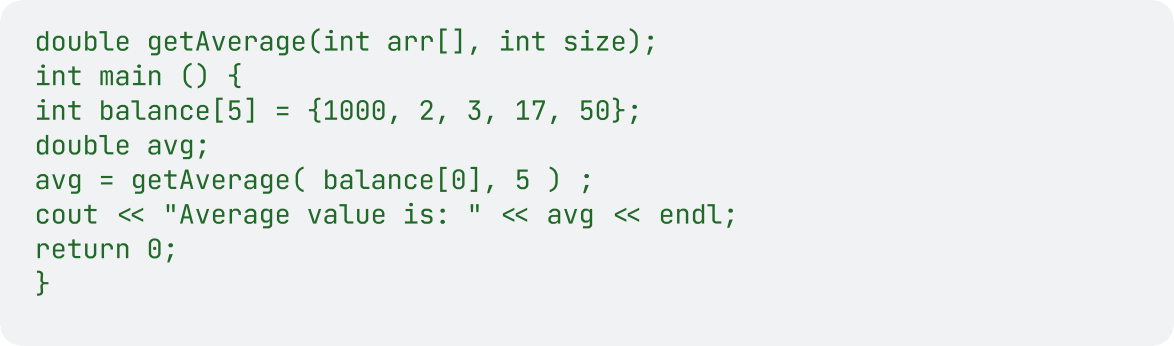 double getAverage(int arr[], int size);
int main () {
int balance[5] = {1000, 2, 3, 17, 50};
double avg;
avg = getAverage( balance[0], 5 ) ;
cout << "Average value is: " << avg << endl;
return 0;
}